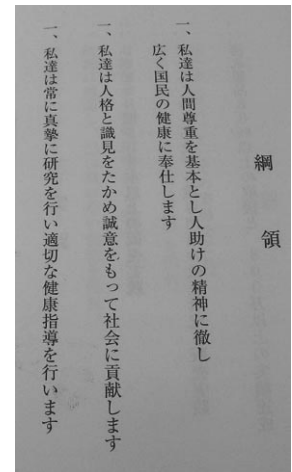 綱領
一、私達は人間尊重を基本とし人助けの精神に徹し
広く国民の健康に奉仕します
一、私達は人格と識見をたかめ誠意をもって社会に貢献します
一、私達は常に真摯に研究を行い適切な健康指導を行います